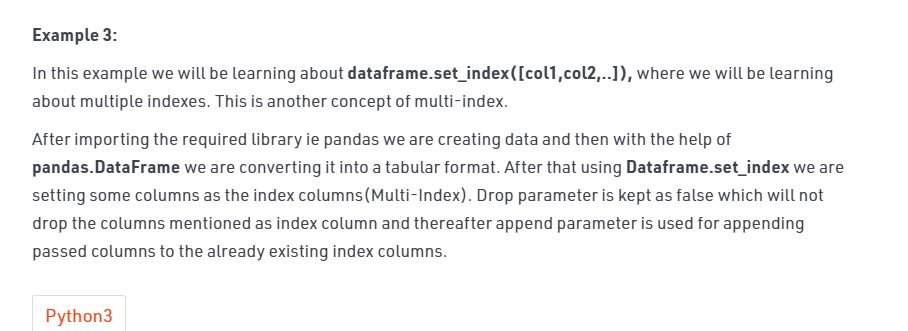 Example 3:
In this example we will be learning about dataframe.set_index([col1,col2,..]), where we will be learning
about multiple indexes. This is another concept of multi-index.
After importing the required library ie pandas we are creating data and then with the help of
pandas.DataFrame we are converting it into a tabular format. After that using Dataframe.set_index we are
setting some columns as the index columns(Multi-Index). Drop parameter is kept as false which will not
drop the columns mentioned as index column and thereafter append parameter is used for appending
passed columns to the already existing index columns.
Python3